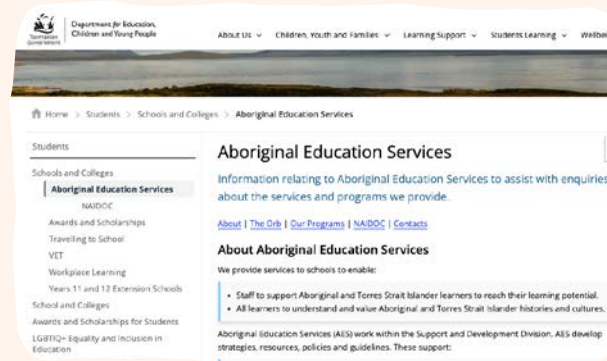 Tasmanian
Government
Department for Education,
Children and Young People
About Us
Children, Youth and Families
Learning Support
Students Learning
Wellbei
Home > Students > Schools and Colleges > Aboriginal Education Services
Students
Schools and Colleges
Aboriginal Education Services
NAIDOC
Awards and Scholarships
Travelling to School
VET
Workplace Learning
Years 11 and 12 Extension Schools
School and Colleges
Awards and Scholarships for Students
LGBTIQ+ Equality and Inclusion in
Education
Aboriginal Education Services
Information relating to Aboriginal Education Services to assist with enquiries
about the services and programs we provide.
About | The Orb | Our Programs | NAIDOC | Contacts
About Aboriginal Education Services
We provide services to schools to enable:
• Staff to support Aboriginal and Torres Strait Islander learners to reach their learning potential.
• All learners to understand and value Aboriginal and Torres Strait Islander histories and cultures.
Aboriginal Education Services (AES) work within the Support and Development Division. AES develop
strategies, resources, policies and guidelines. These support: